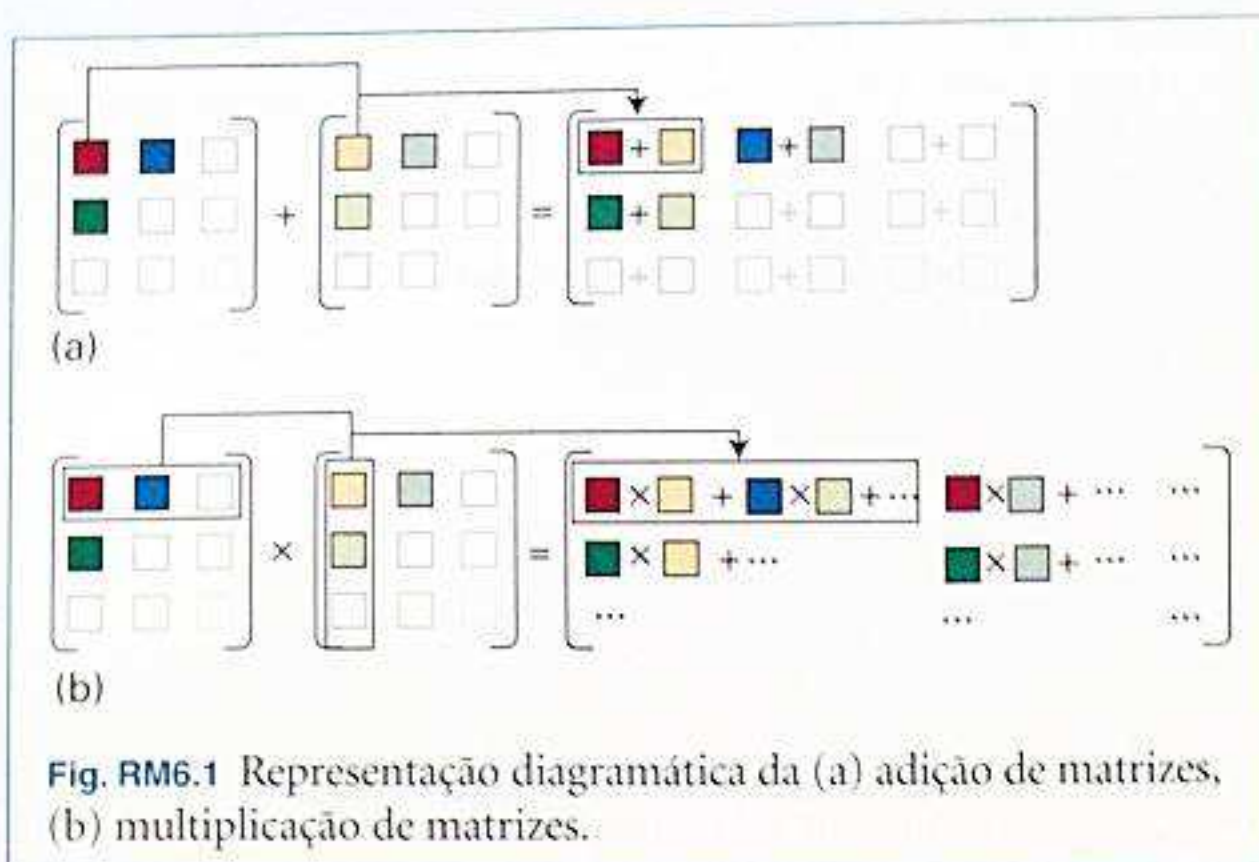 + = + + +
+ + +
+ + +
(a)
× = × + × + ... × + ... ...
× + ... × + ... ...
... ... ...
(b)
Fig. RM6.1 Representação diagramática da (a) adição de matrizes,
(b) multiplicação de matrizes.